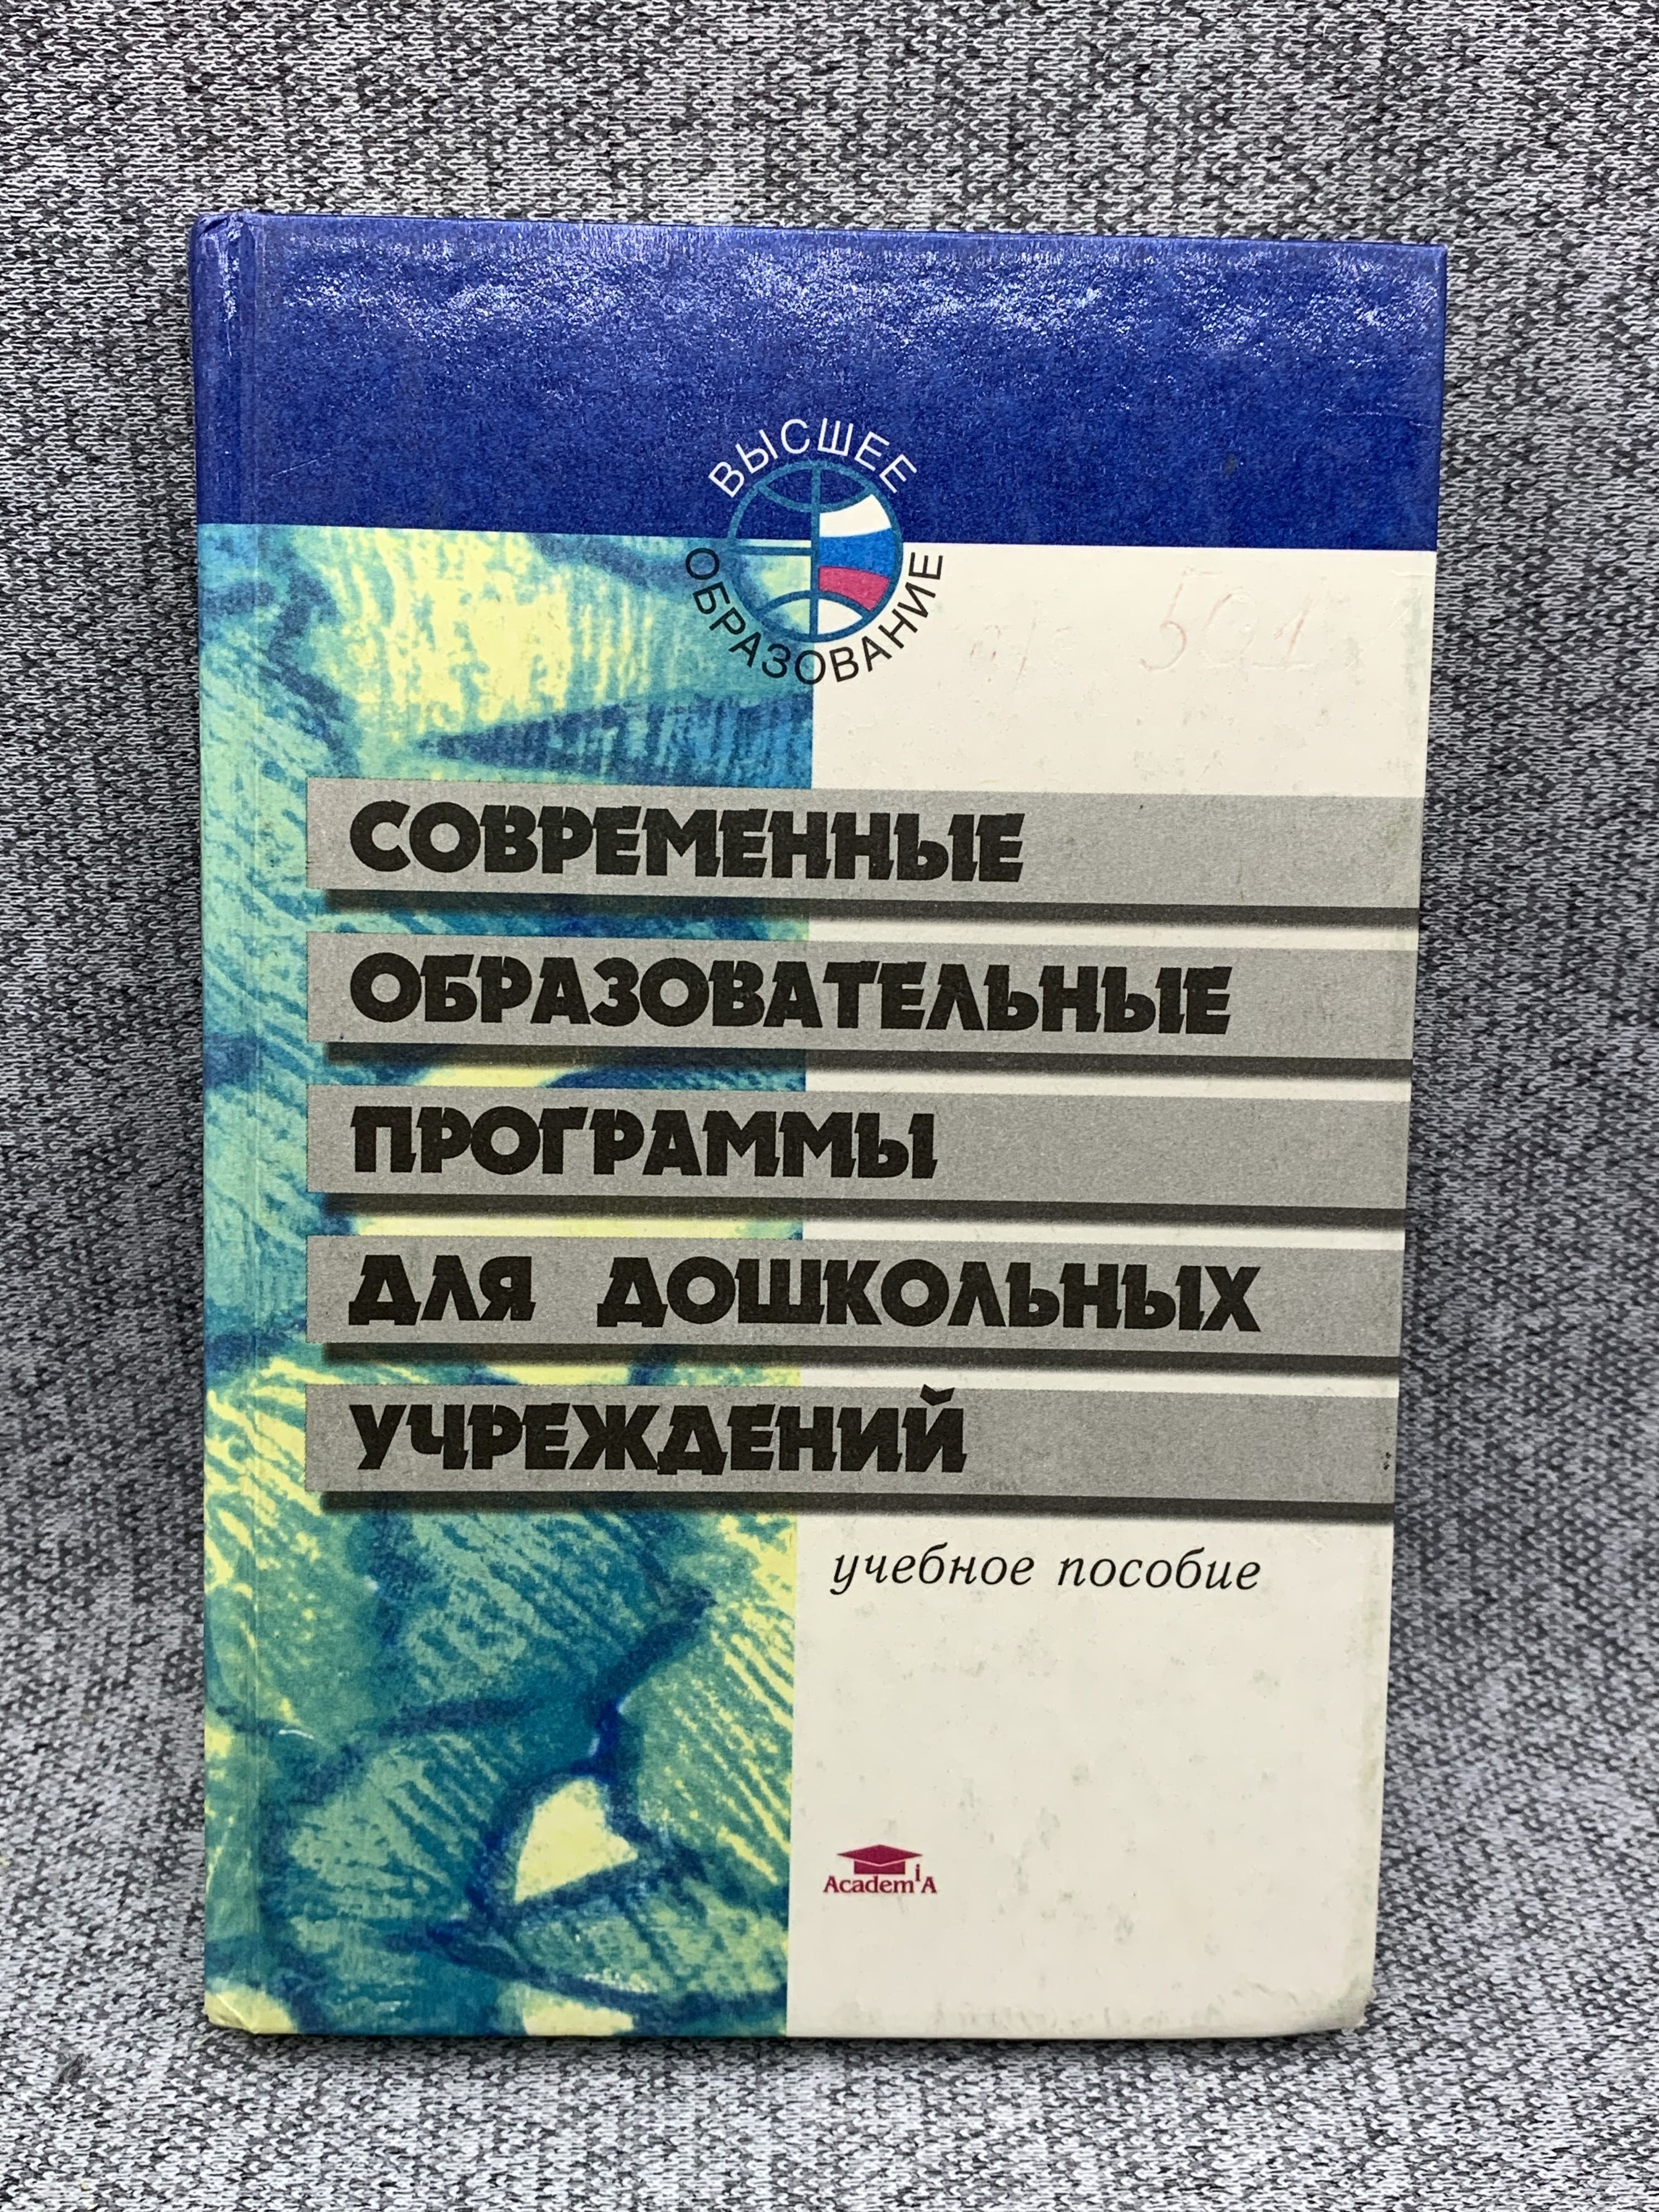 ВЫСШЕЕ
ОБРАЗОВАНИЕ
СОВРЕМЕННЫЕ
ОБРАЗОВАТЕЛЬНЫЕ
ПРОГРАММЫ
ДЛЯ ДОШКОЛЬНЫХ
УЧРЕЖДЕНИЙ
учебное пособие
AcademiA